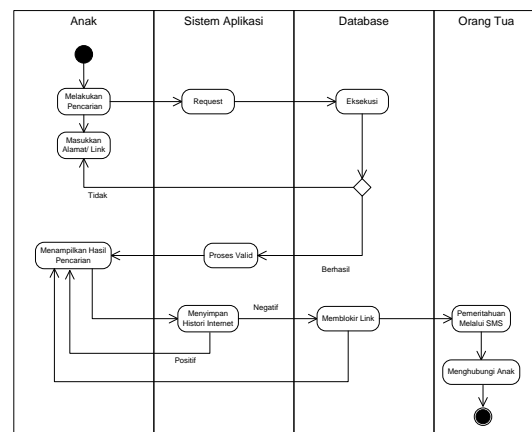 Anak
Sistem Aplikasi
Database
Orang Tua
Melakukan
Pencarian
Request
Eksekusi
Masukkan
Alamat/ Link
Tidak
Menampilkan Hasil
Pencarian
Proses Valid
Berhasil
Menyimpan
Histori Internet
Negatif
Memblokir Link
Pemeritahuan
Melalui SMS
Positif
Menghubungi Anak